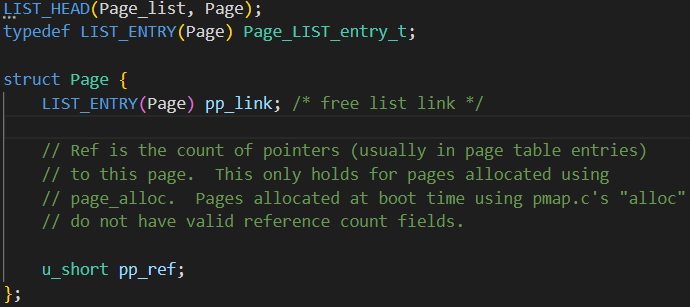 LIST_HEAD(Page_list, Page);
typedef LIST_ENTRY(Page) Page_LIST_entry_t;
struct Page {
LIST_ENTRY(Page) pp_link; /* free list link */
// Ref is the count of pointers (usually in page table entries)
// to this page.  This only holds for pages allocated using
// page_alloc.  Pages allocated at boot time using pmap.c's "alloc"
// do not have valid reference count fields.
u_short pp_ref;
};